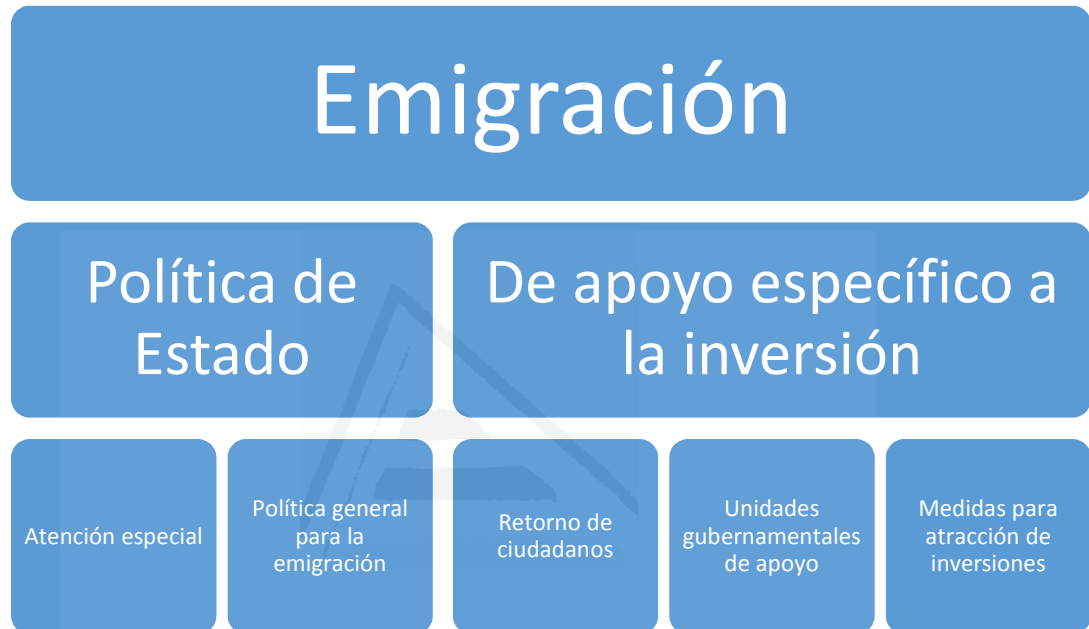 Emigración
Política de
Estado
De apoyo específico a
la inversión
Atención especial
Política general
para la
emigración
Retorno de
ciudadanos
Unidades
gubernamentales
de apoyo
Medidas para
atracción de
inversiones